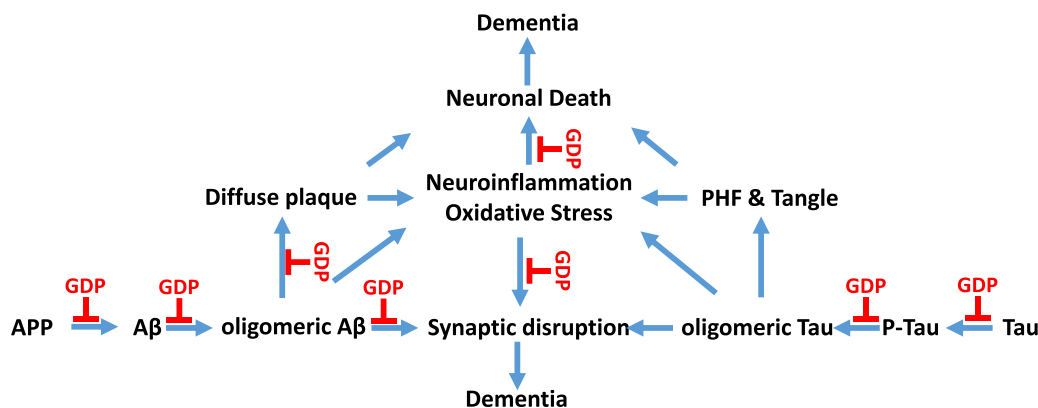 Dementia
Neuronal Death
GDP
Neuroinflammation
Oxidative Stress
Diffuse plaque
PHF & Tangle
GDP
GDP
GDP
GDP
GDP
GDP
GDP
APP
Aβ
oligomeric Aβ
Synaptic disruption
oligomeric Tau
P-Tau
Tau
Dementia